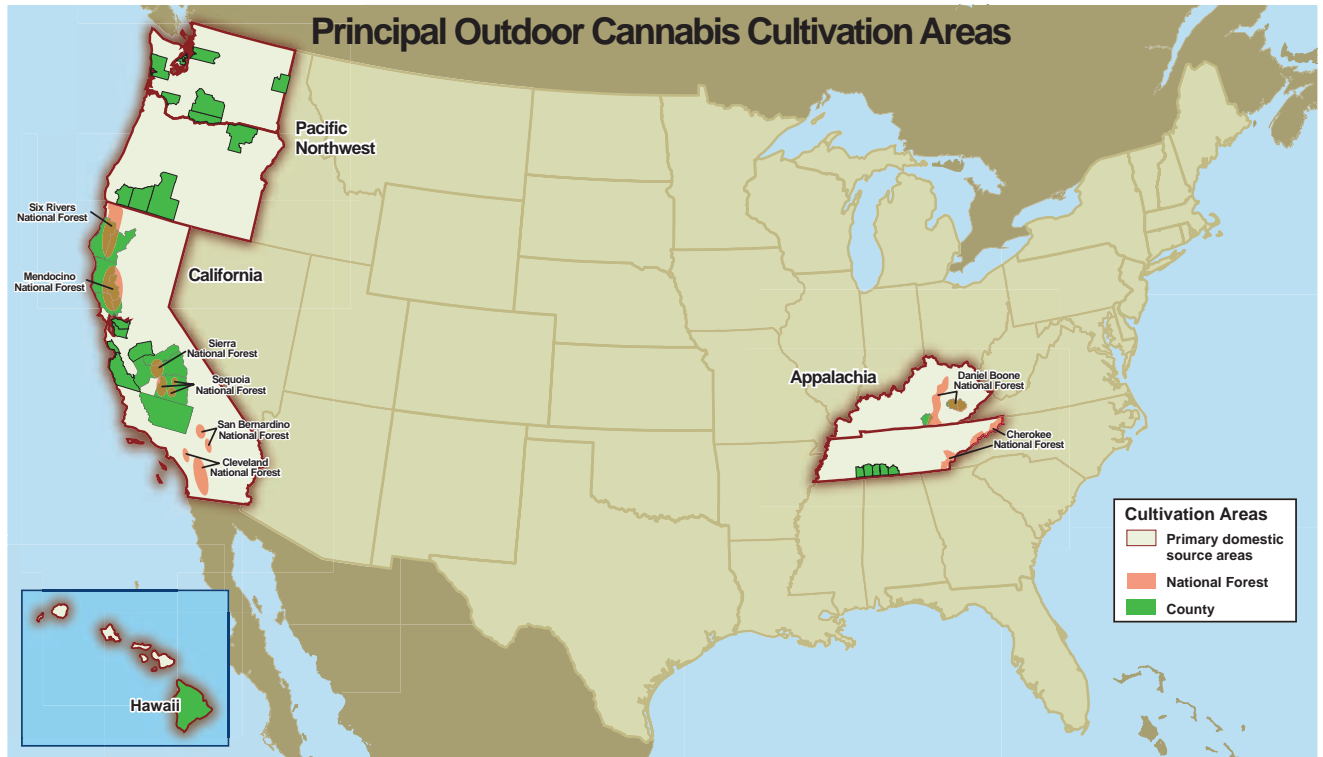 Principal Outdoor Cannabis Cultivation Areas
Pacific
Northwest
Six Rivers
National Forest
California
Mendocino
National Forest
Sierra
National Forest
Sequoia
National Forest
San Bernardino
National Forest
Cleveland
National Forest
Appalachia
Daniel Boone
National Forest
Cherokee
National Forest
Cultivation Areas
Primary domestic
source areas
National Forest
County
Hawaii